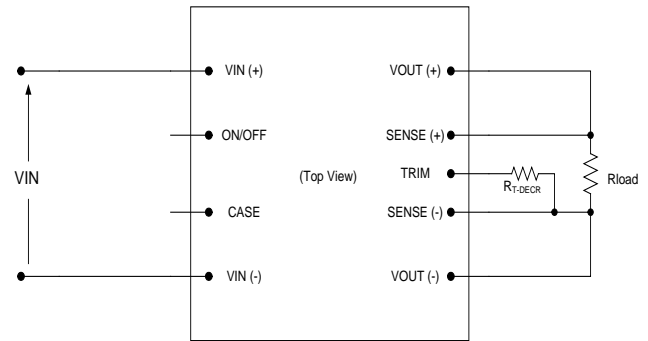 VIN (+)
VOUT (+)
ON/OFF
SENSE (+)
VIN
(Top View)
TRIM
R_T-DECR
Rload
CASE
SENSE (-)
VIN (-)
VOUT (-)